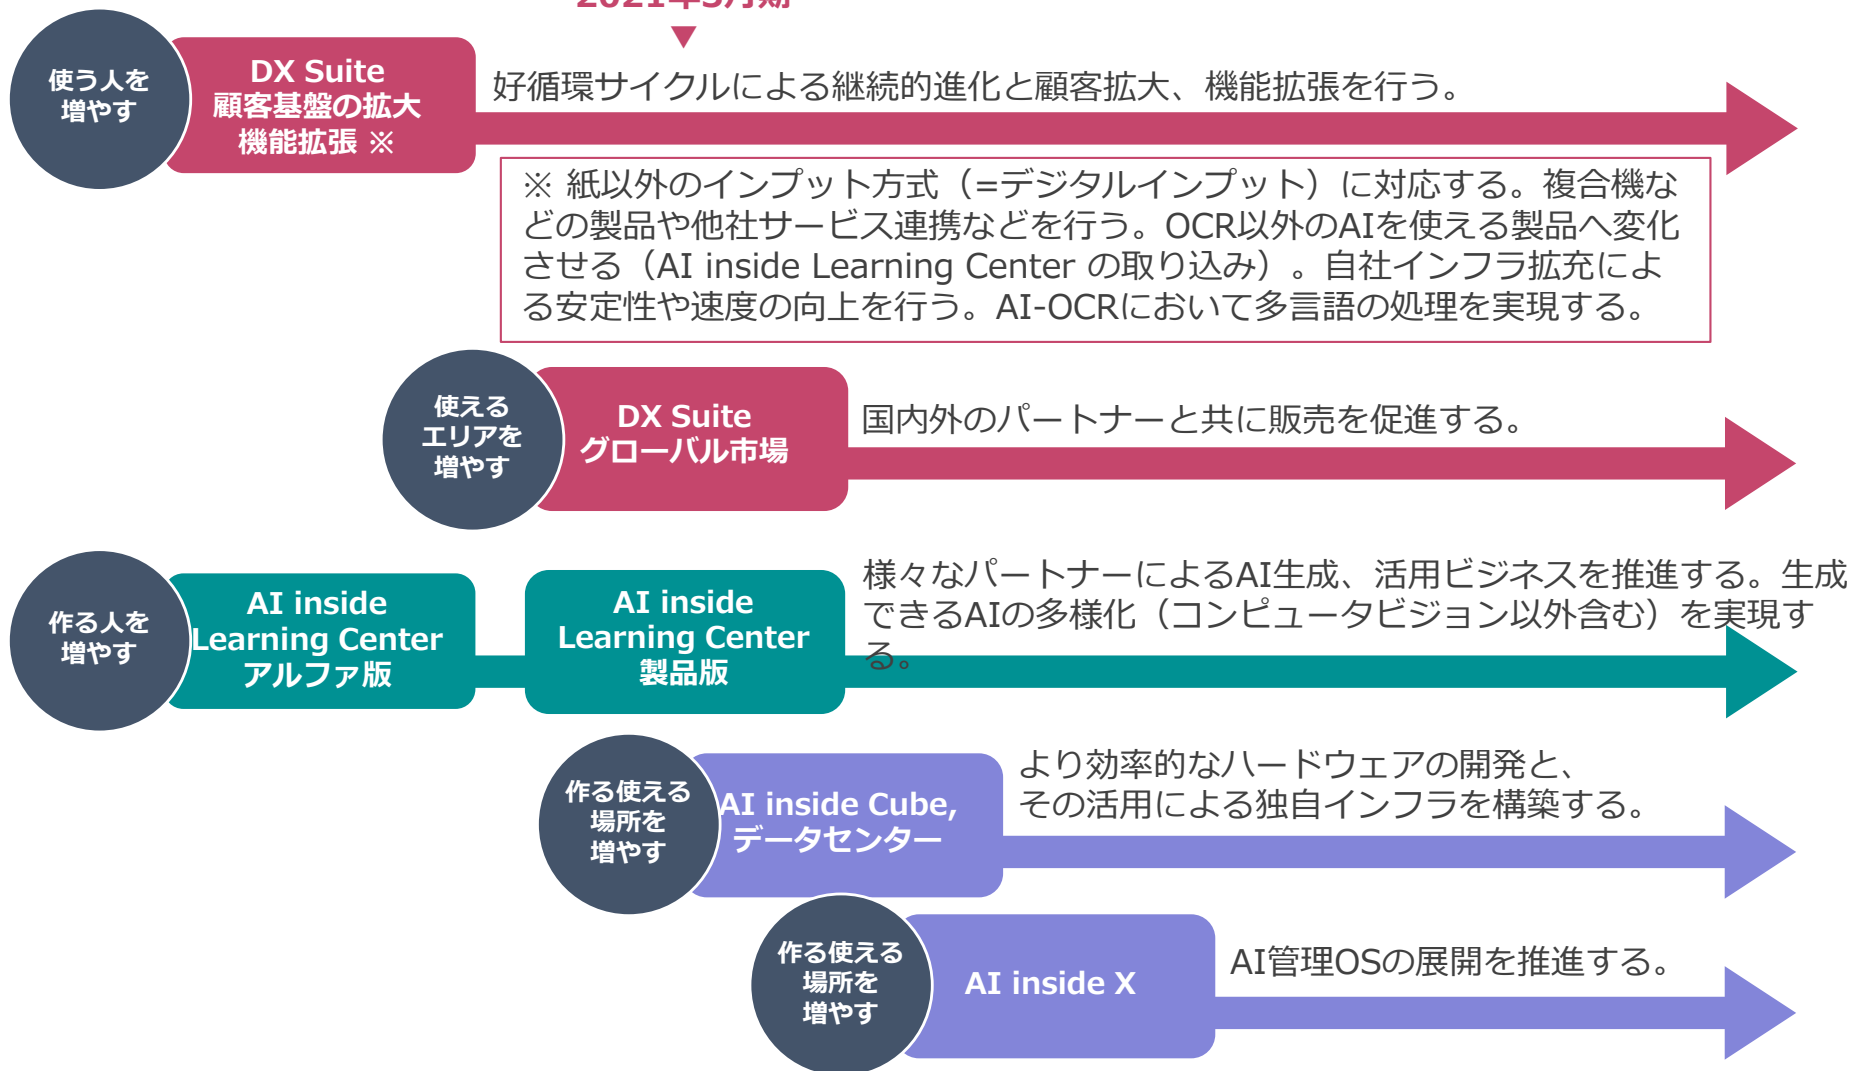 2021年3月期
使う人を
増やす
DX Suite
顧客基盤の拡大
機能拡張 ※
好循環サイクルによる継続的進化と顧客拡大、機能拡張を行う。
※ 紙以外のインプット方式（=デジタルインプット）に対応する。複合機な
どの製品や他社サービス連携などを行う。OCR以外のAIを使える製品へ変化
させる（AI inside Learning Center の取り込み）。自社インフラ拡充によ
る安定性や速度の向上を行う。AI-OCRにおいて多言語の処理を実現する。
使える
エリアを
増やす
DX Suite
グローバル市場
国内外のパートナーと共に販売を促進する。
作る人を
増やす
AI inside
Learning Center
アルファ版
AI inside
Learning Center
製品版
様々なパートナーによるAI生成、活用ビジネスを推進する。生成
できるAIの多様化（コンピュータビジョン以外含む）を実現す
る。
作る使える
場所を
増やす
AI inside Cube,
データセンター
より効率的なハードウェアの開発と、
その活用による独自インフラを構築する。
作る使える
場所を
増やす
AI inside X
AI管理OSの展開を推進する。